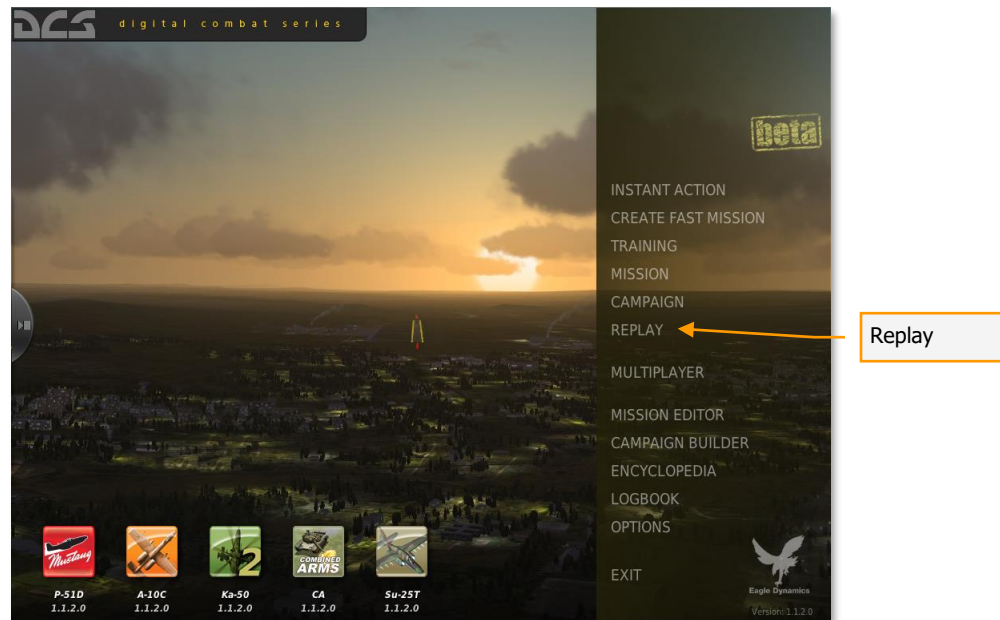 DCS digital combat series
beta
INSTANT ACTION
CREATE FAST MISSION
TRAINING
MISSION
CAMPAIGN
REPLAY
Replay
MULTIPLAYER
MISSION EDITOR
CAMPAIGN BUILDER
ENCYCLOPEDIA
LOGBOOK
OPTIONS
EXIT
Eagle Dynamics
Version: 1.1.2.0
Mustang
2
COMBINED
ARMS
P-51D A-10C Ka-50 CA Su-25T
1.1.2.0 1.1.2.0 1.1.2.0 1.1.2.0 1.1.2.0